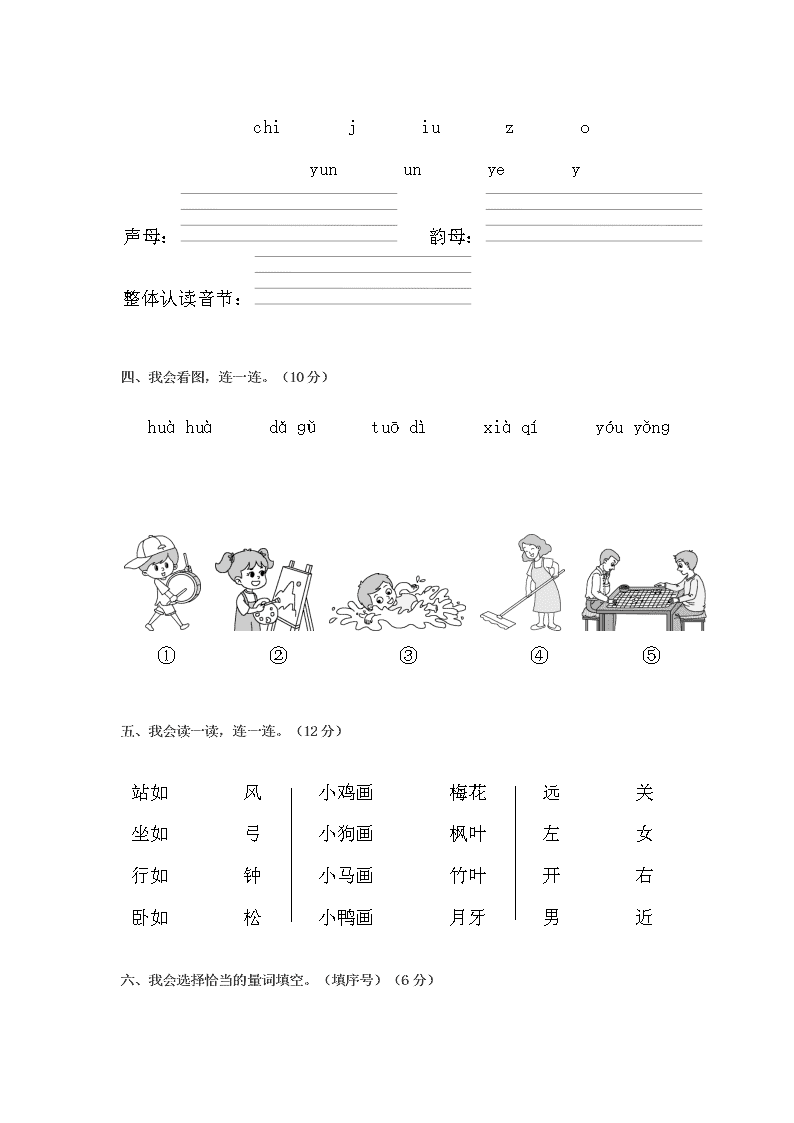 chi j iu z o
yun un ye y
声母： 韵母：
整体认读音节：
四、我会看图，连一连。（10 分）
huà huà dǎ gǔ tuō dì xià qí yóu yǒng
① ② ③ ④ ⑤
五、我会读一读，连一连。（12 分）
站如 风 小鸡画 梅花 远 关
坐如 弓 小狗画 枫叶 左 女
行如 钟 小马画 竹叶 开 右
卧如 松 小鸭画 月牙 男 近
六、我会选择恰当的量词填空。（填序号）（6 分）